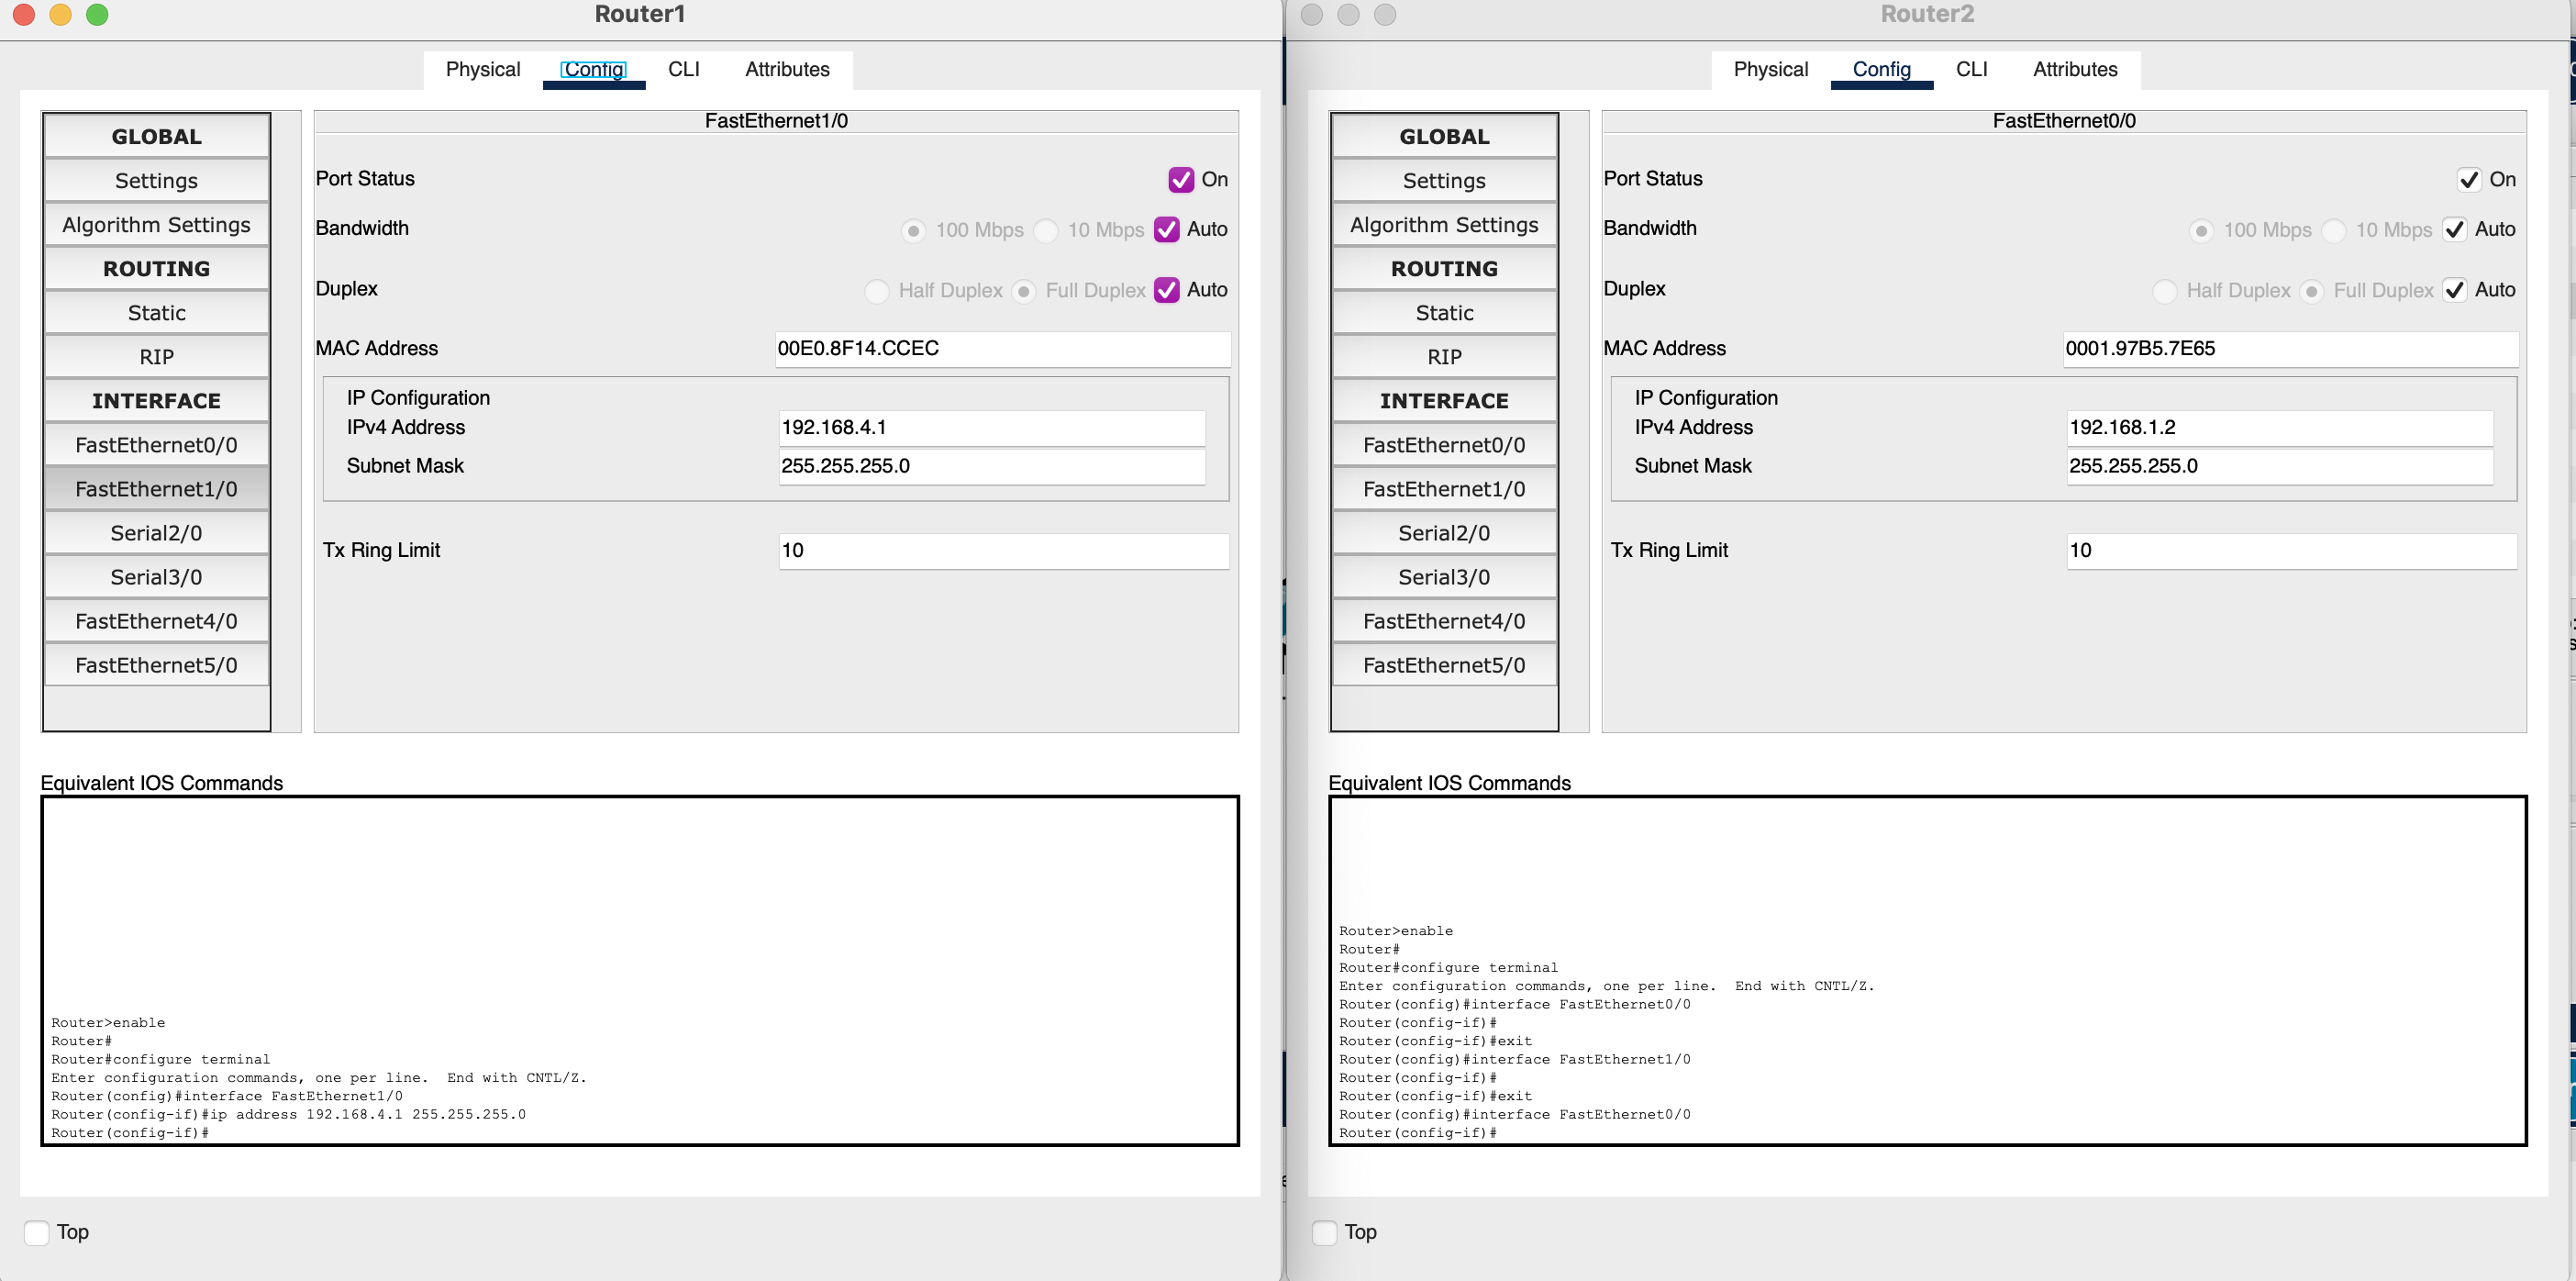 Router1
Physical
Config
CLI
Attributes
GLOBAL
Settings
Algorithm Settings
ROUTING
Static
RIP
INTERFACE
FastEthernet0/0
FastEthernet1/0
Serial2/0
Serial3/0
FastEthernet4/0
FastEthernet5/0
FastEthernet1/0
Port Status On
Bandwidth 100 Mbps 10 Mbps Auto
Duplex Half Duplex Full Duplex Auto
MAC Address 00E0.8F14.CCEC
IP Configuration
IPv4 Address 192.168.4.1
Subnet Mask 255.255.255.0
Tx Ring Limit 10
Equivalent IOS Commands
Router>enable
Router#
Router#configure terminal
Enter configuration commands, one per line.  End with CNTL/Z.
Router(config)#interface FastEthernet1/0
Router(config-if)#ip address 192.168.4.1 255.255.255.0
Router(config-if)#
Top
Router2
Physical
Config
CLI
Attributes
GLOBAL
Settings
Algorithm Settings
ROUTING
Static
RIP
INTERFACE
FastEthernet0/0
FastEthernet1/0
Serial2/0
Serial3/0
FastEthernet4/0
FastEthernet5/0
FastEthernet0/0
Port Status On
Bandwidth 100 Mbps 10 Mbps Auto
Duplex Half Duplex Full Duplex Auto
MAC Address 0001.97B5.7E65
IP Configuration
IPv4 Address 192.168.1.2
Subnet Mask 255.255.255.0
Tx Ring Limit 10
Equivalent IOS Commands
Router>enable
Router#
Router#configure terminal
Enter configuration commands, one per line.  End with CNTL/Z.
Router(config)#interface FastEthernet0/0
Router(config-if)#
Router(config-if)#exit
Router(config)#interface FastEthernet1/0
Router(config-if)#
Router(config-if)#exit
Router(config)#interface FastEthernet0/0
Router(config-if)#
Top